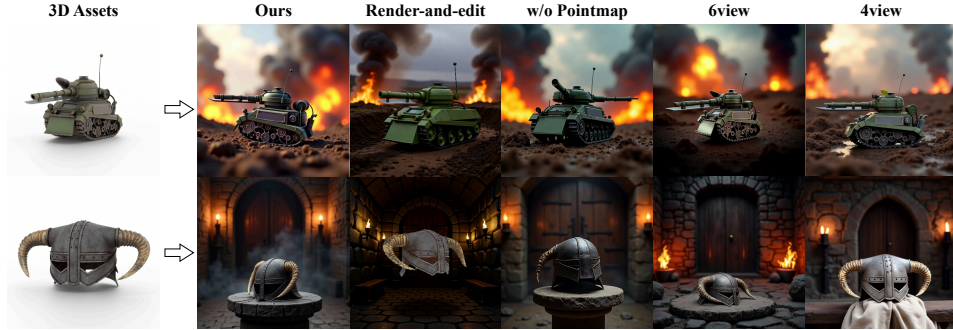 3D Assets
Ours
Render-and-edit
w/o Pointmap
6view
4view